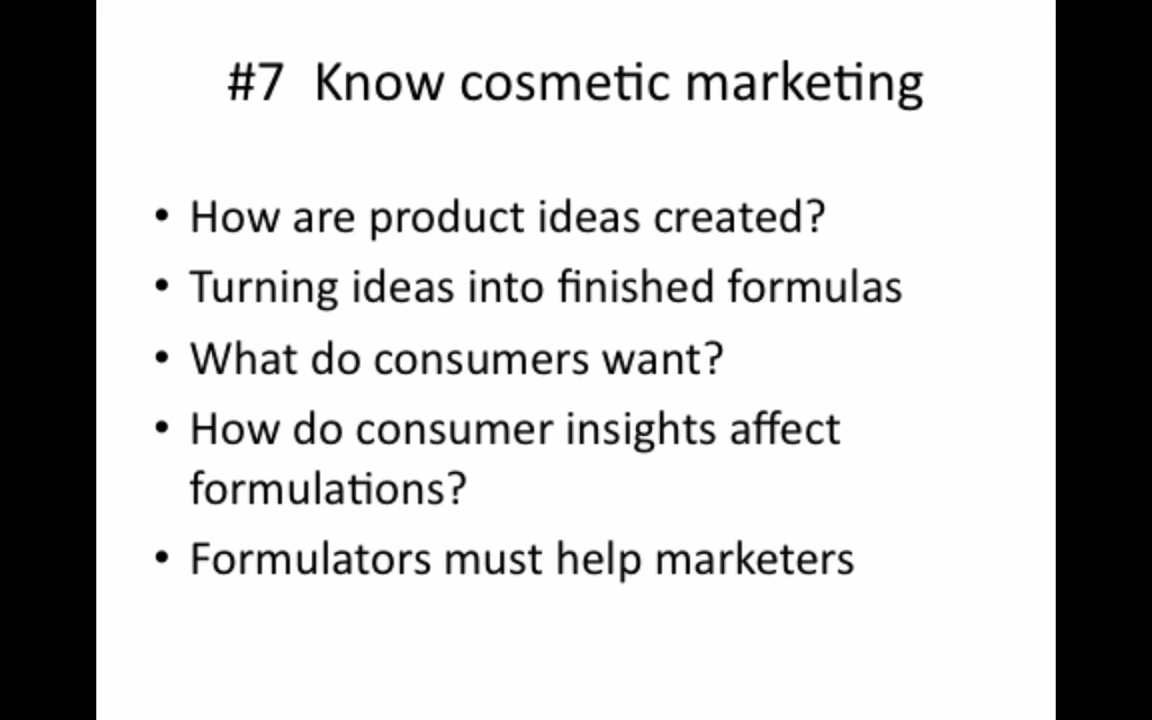 #7 Know cosmetic marketing
• How are product ideas created?
• Turning ideas into finished formulas
• What do consumers want?
• How do consumer insights affect
formulations?
• Formulators must help marketers